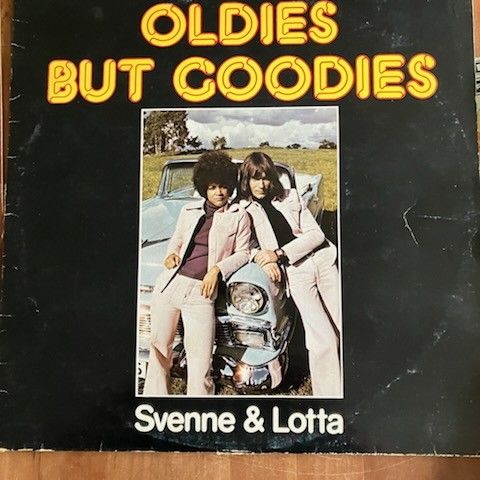 OLDIES
BUT GOODIES
Svenne & Lotta